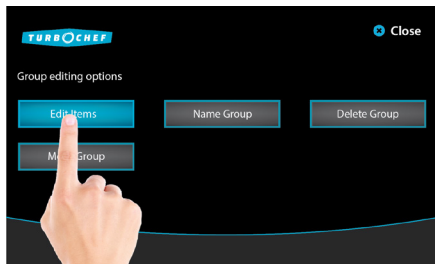 TURBOCHEF
Close
Group editing options
Edit Items
Name Group
Delete Group
Group